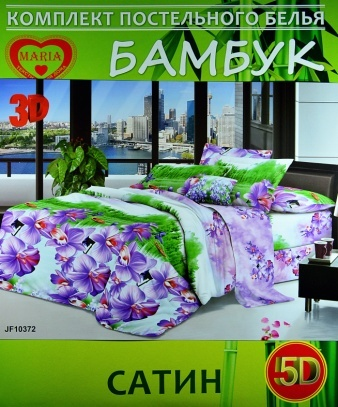 КОМПЛЕКТ ПОСТЕЛЬНОГО БЕЛЬЯ
MARIA
БАМБУК
3D
JF10372
САТИН
5D